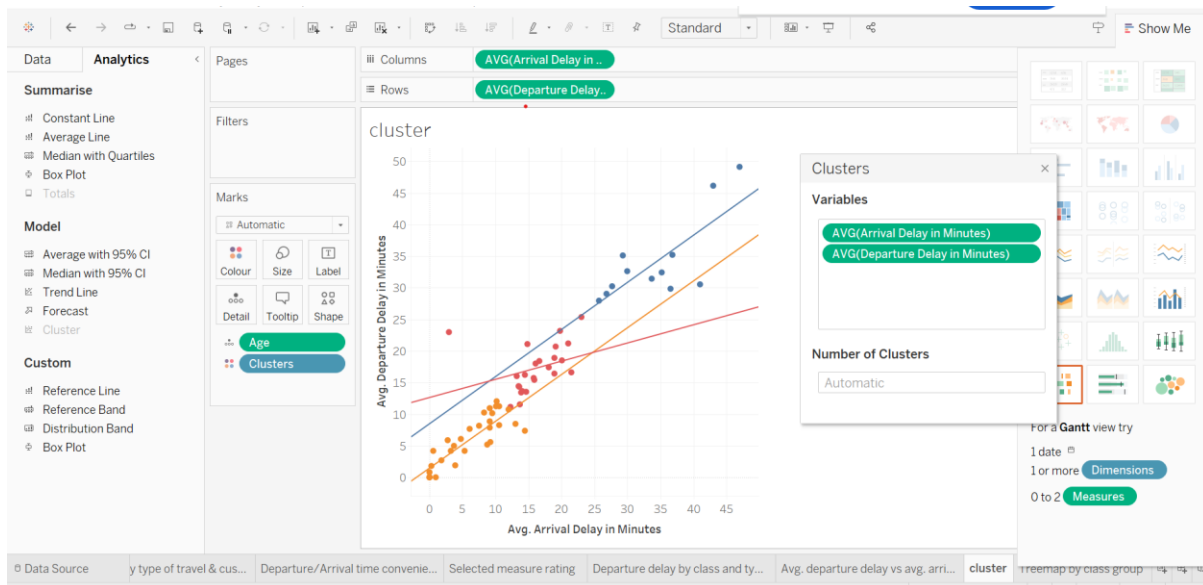 Standard
Show Me
Data
Analytics
Pages
iii Columns
AVG(Arrival Delay in ..
Rows
AVG(Departure Delay..
Summarise
Constant Line
Average Line
Median with Quartiles
Box Plot
Totals
Model
Average with 95% CI
Median with 95% CI
Trend Line
Forecast
Cluster
Custom
Reference Line
Reference Band
Distribution Band
Box Plot
Filters
Marks
Automatic
Colour
Size
Label
Detail
Tooltip
Shape
Age
Clusters
cluster
Avg. Departure Delay in Minutes
50
45
40
35
30
25
20
15
10
5
0
0 5 10 15 20 25 30 35 40 45
Avg. Arrival Delay in Minutes
Clusters
Variables
AVG(Arrival Delay in Minutes)
AVG(Departure Delay in Minutes)
Number of Clusters
Automatic
For a Gantt view try
1 date
1 or more Dimensions
0 to 2 Measures
Data Source
y type of travel & cus...
Departure/Arrival time convenie...
Selected measure rating
Departure delay by class and ty...
Avg. departure delay vs avg. arri...
cluster
Treemap by class group